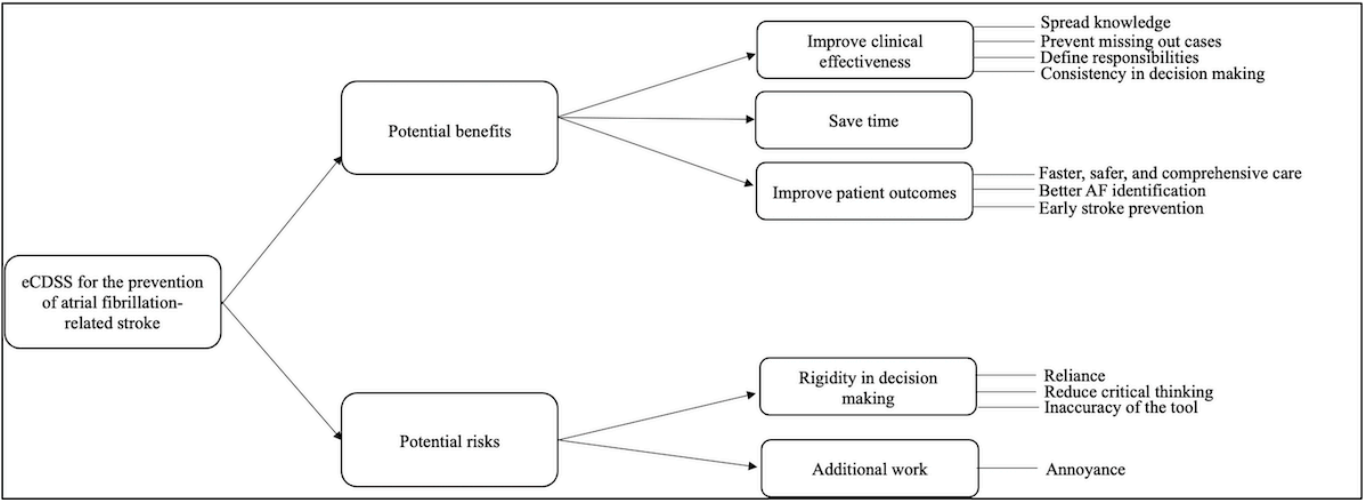 eCDSS for the prevention
of atrial fibrillation-
related stroke
Potential benefits
Improve clinical
effectiveness
Spread knowledge
Prevent missing out cases
Define responsibilities
Consistency in decision making
Save time
Improve patient outcomes
Faster, safer, and comprehensive care
Better AF identification
Early stroke prevention
Potential risks
Rigidity in decision
making
Reliance
Reduce critical thinking
Inaccuracy of the tool
Additional work
Annoyance